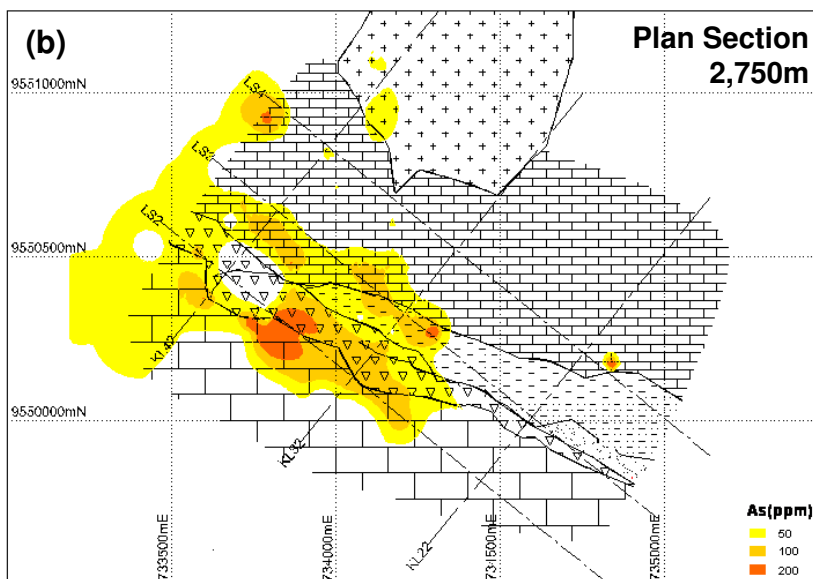 (b)
Plan Section
2,750m
9551000mN
LS4
LS3
LS2
9550500mN
KL42
9550000mN
KL32
KL22
733500mE
734000mE
734500mE
735000mE
As(ppm)
50
100
200